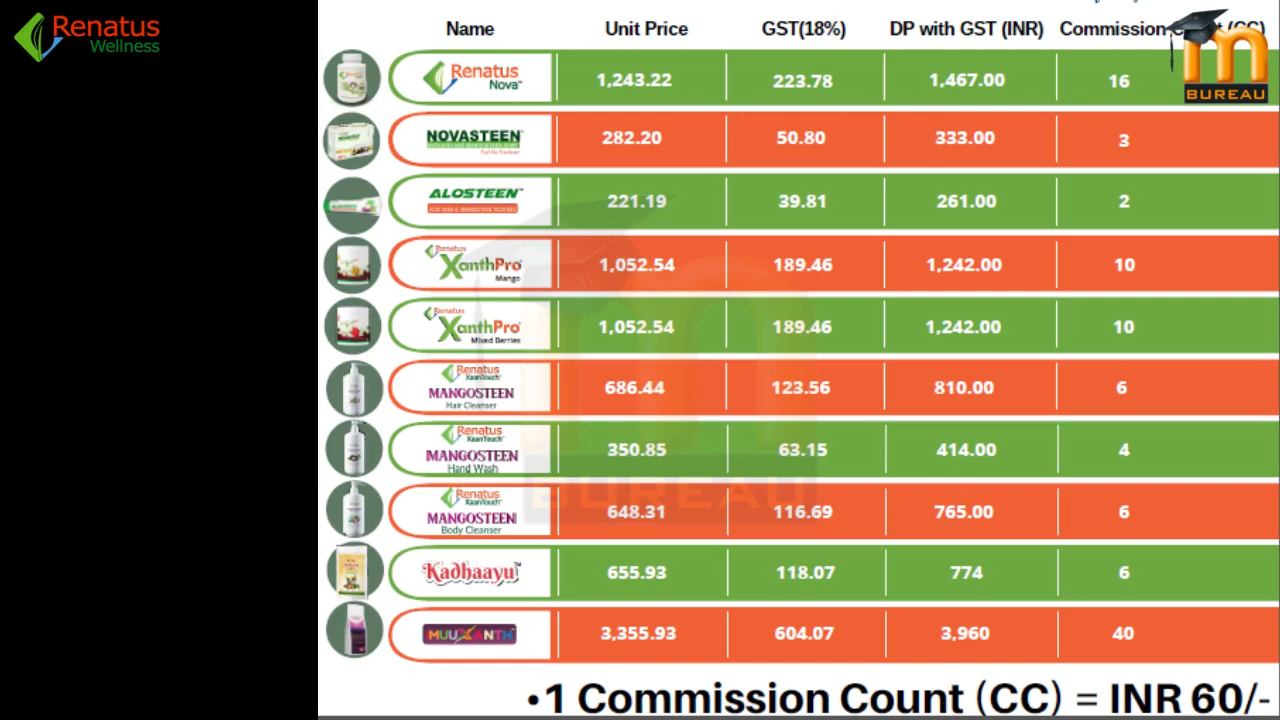 Renatus
Wellness
Name Unit Price GST(18%) DP with GST (INR) Commission
m
BUREAU
Renatus
Nova™ 1,243.22 223.78 1,467.00 16
NOVASTEEN 282.20 50.80 333.00 3
ALOSTEEN™ 221.19 39.81 261.00 2
Renatus
XanthPro
Mango 1,052.54 189.46 1,242.00 10
Renatus
XanthPro
Mixed Berries 1,052.54 189.46 1,242.00 10
Renatus
XaanTouch
MANGOSTEEN
Hair Cleanser 686.44 123.56 810.00 6
Renatus
XaanTouch
MANGOSTEEN
Hand Wash 350.85 63.15 414.00 4
Renatus
XaanTouch
MANGOSTEEN
Body Cleanser 648.31 116.69 765.00 6
Kadhaayu™ 655.93 118.07 774 6
MUUXANTH 3,355.93 604.07 3,960 40
BUREAU
•1 Commission Count (CC) = INR 60/-